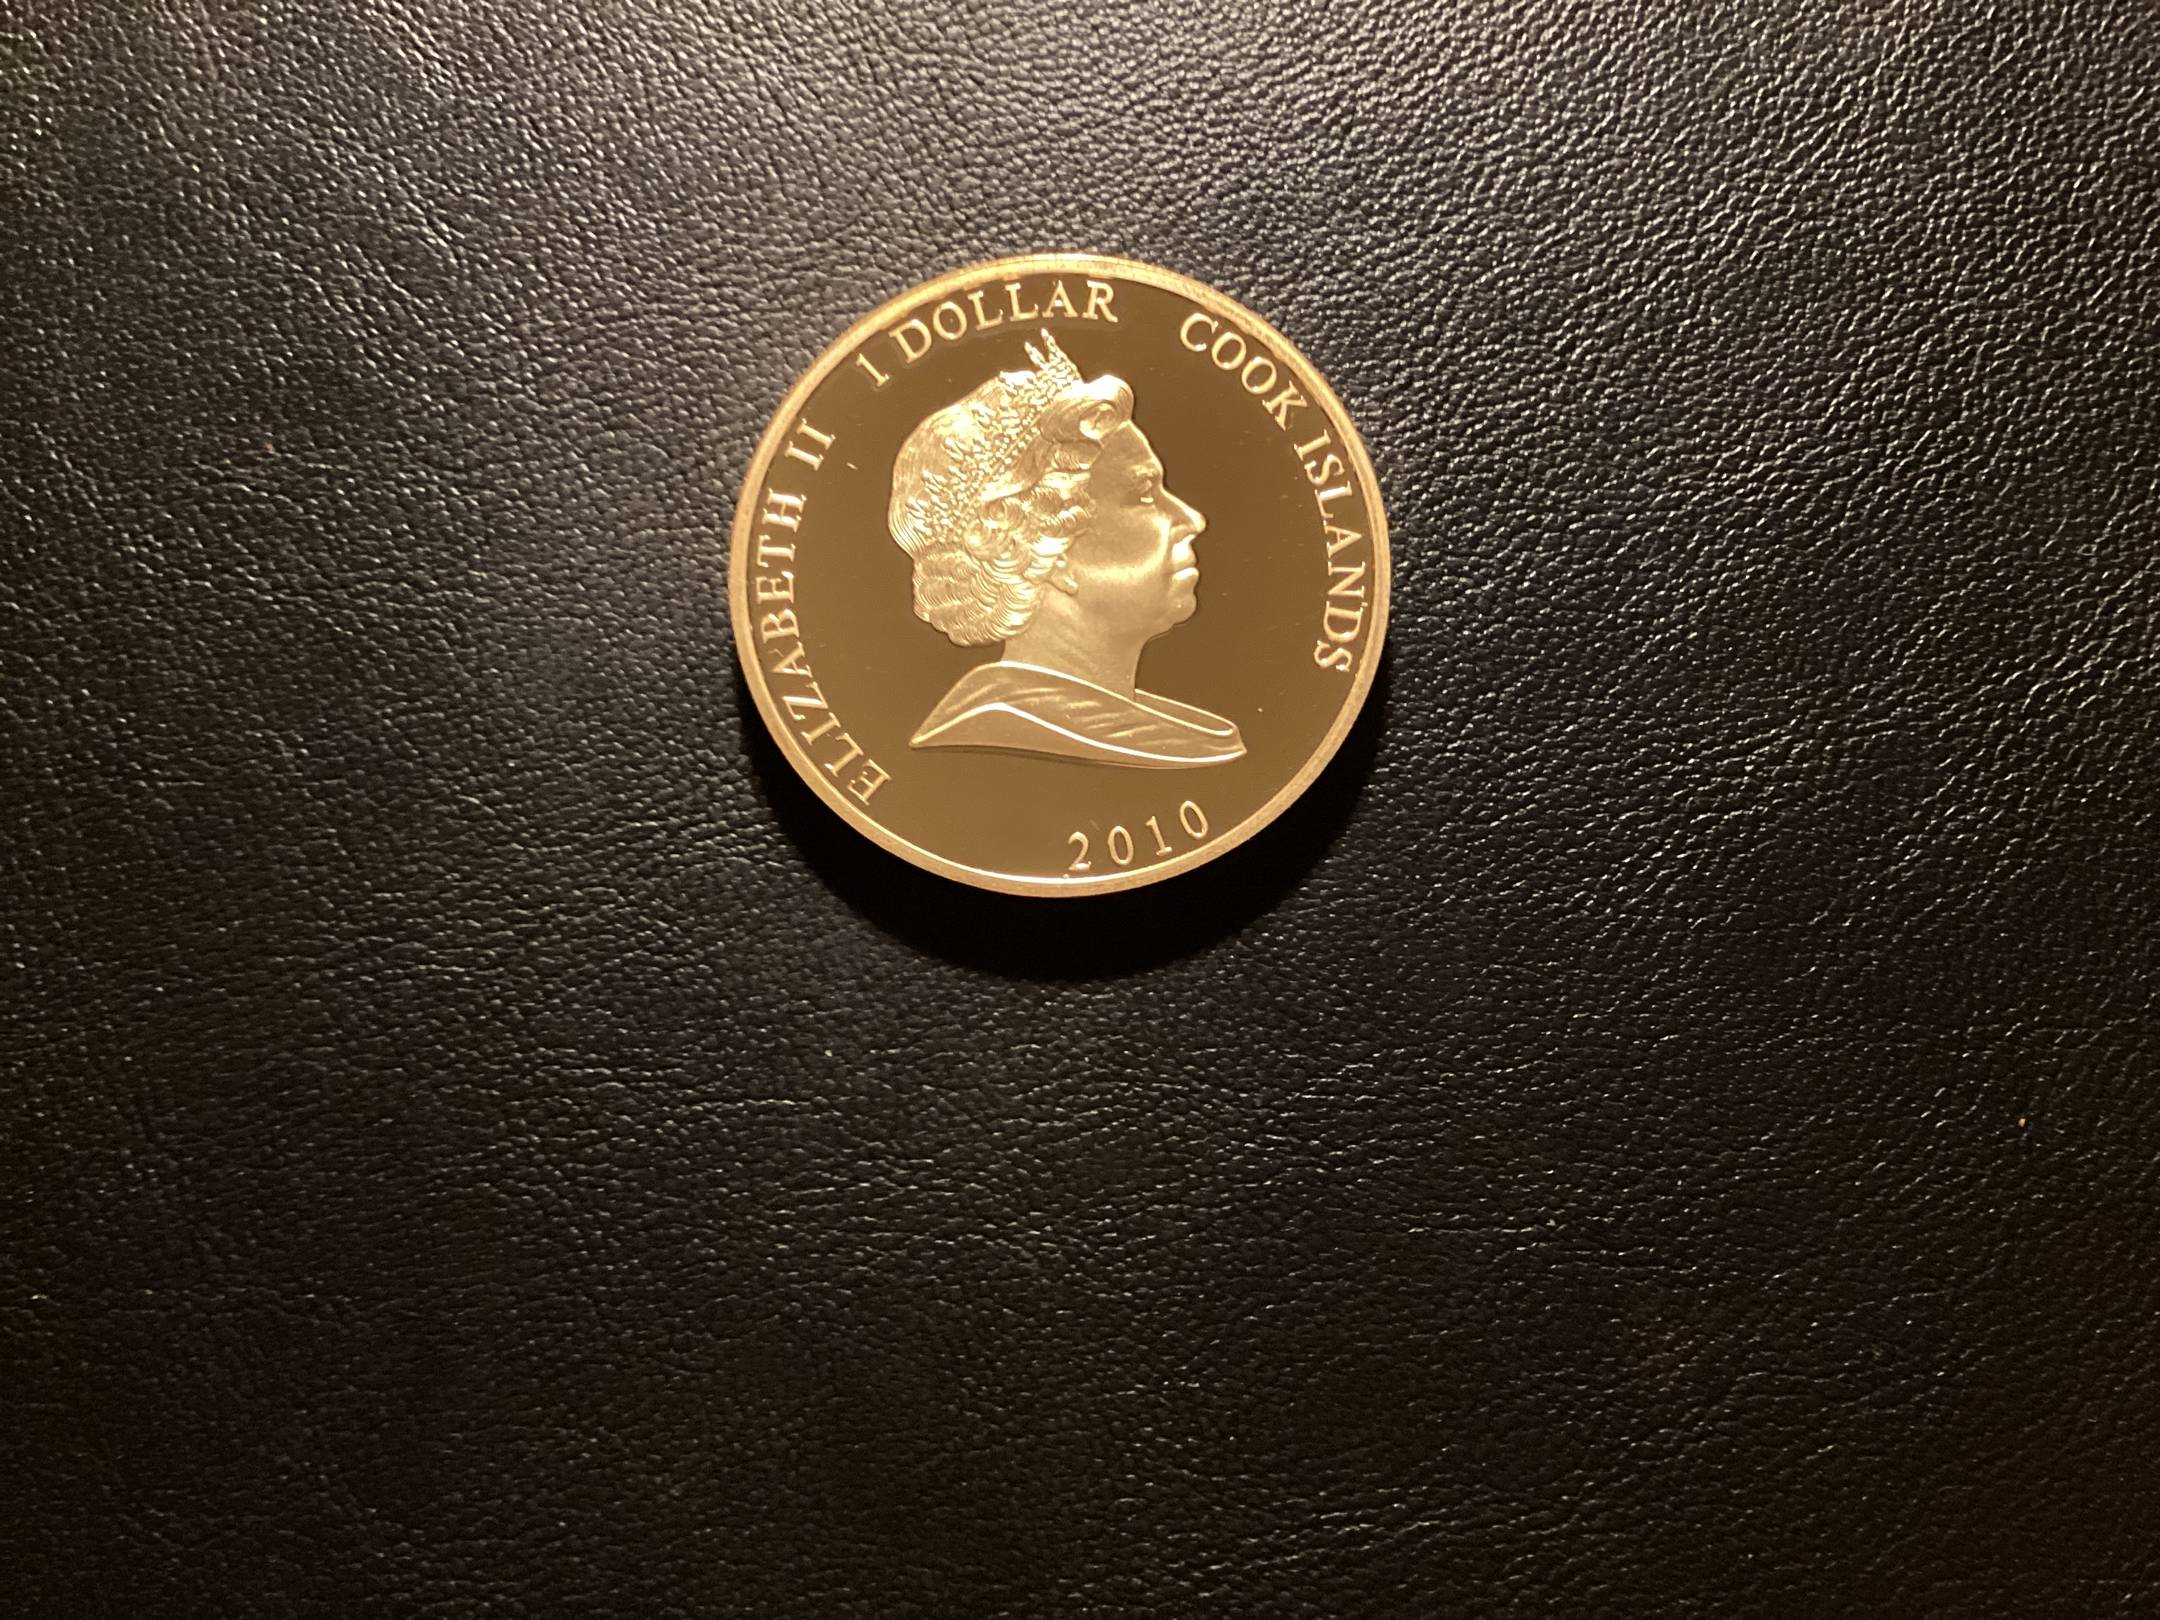 ELIZABETH II
1 DOLLAR
COOK ISLANDS
2010